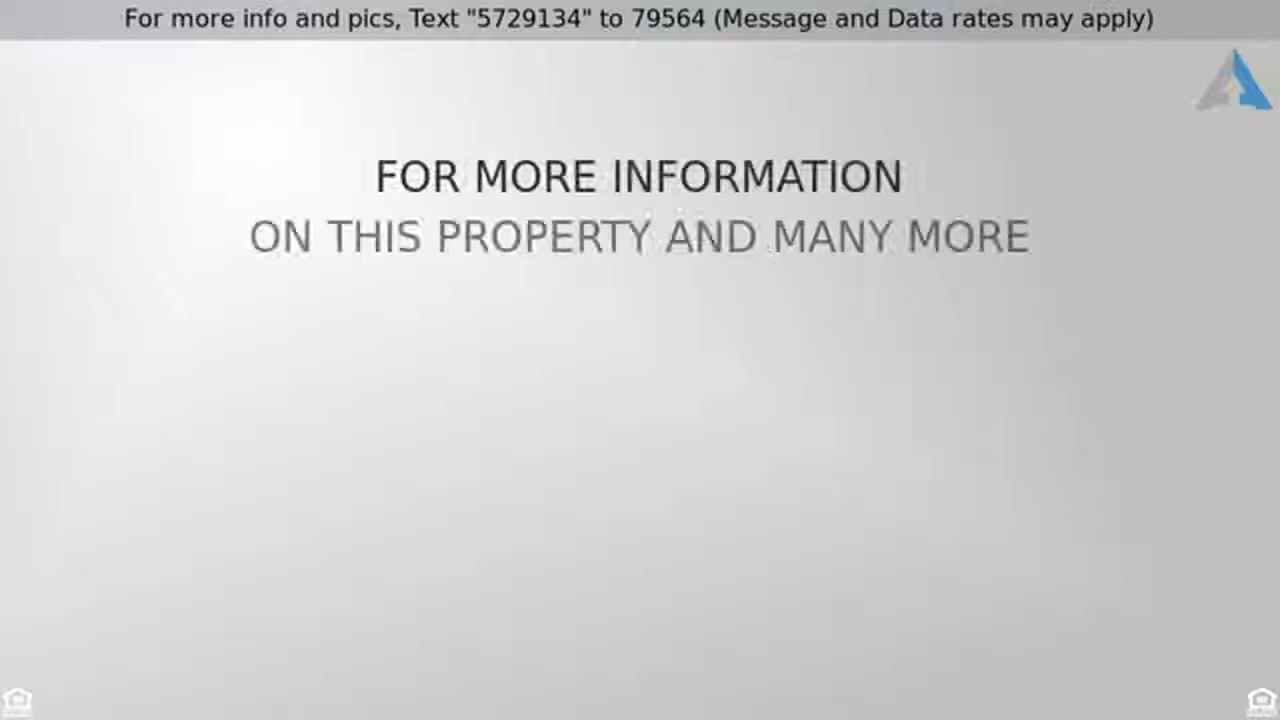 For more info and pics, Text "5729134" to 79564 (Message and Data rates may apply)
FOR MORE INFORMATION
ON THIS PROPERTY AND MANY MORE